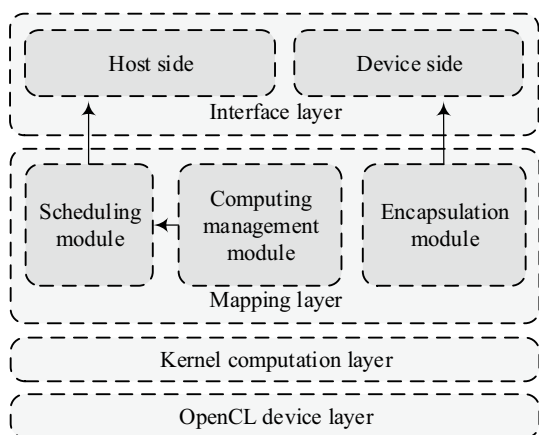 Host side
Device side
Interface layer
Scheduling
module
Computing
management
module
Encapsulation
module
Mapping layer
Kernel computation layer
OpenCL device layer